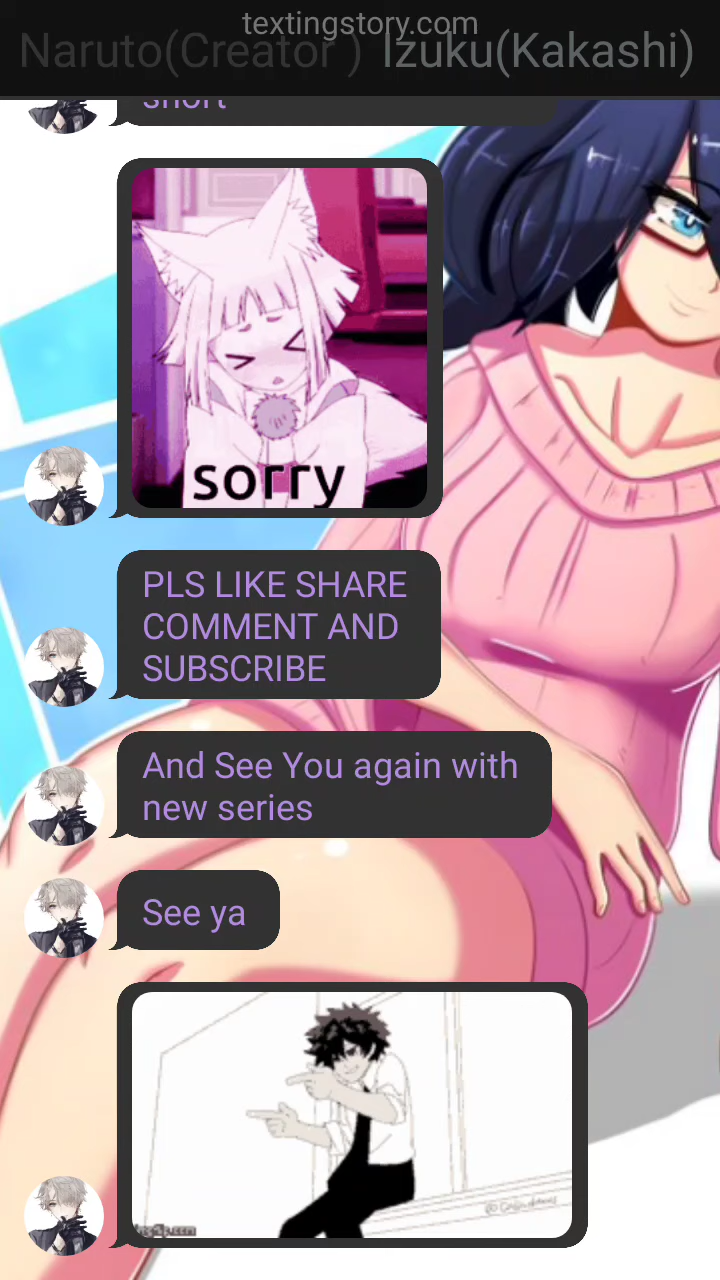 textingstory.com
Naruto(Creator ) Izuku(Kakashi)
short
sorry
PLS LIKE SHARE
COMMENT AND
SUBSCRIBE
And See You again with
new series
See ya